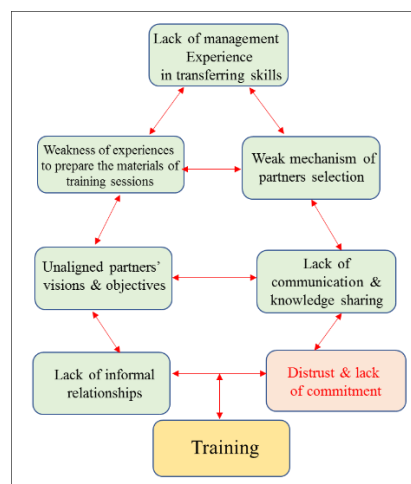 Lack of management
Experience
in transferring skills
Weakness of experiences
to prepare the materials of
training sessions
Weak mechanism of
partners selection
Unaligned partners’
visions & objectives
Lack of
communication &
knowledge sharing
Lack of informal
relationships
Distrust & lack
of commitment
Training